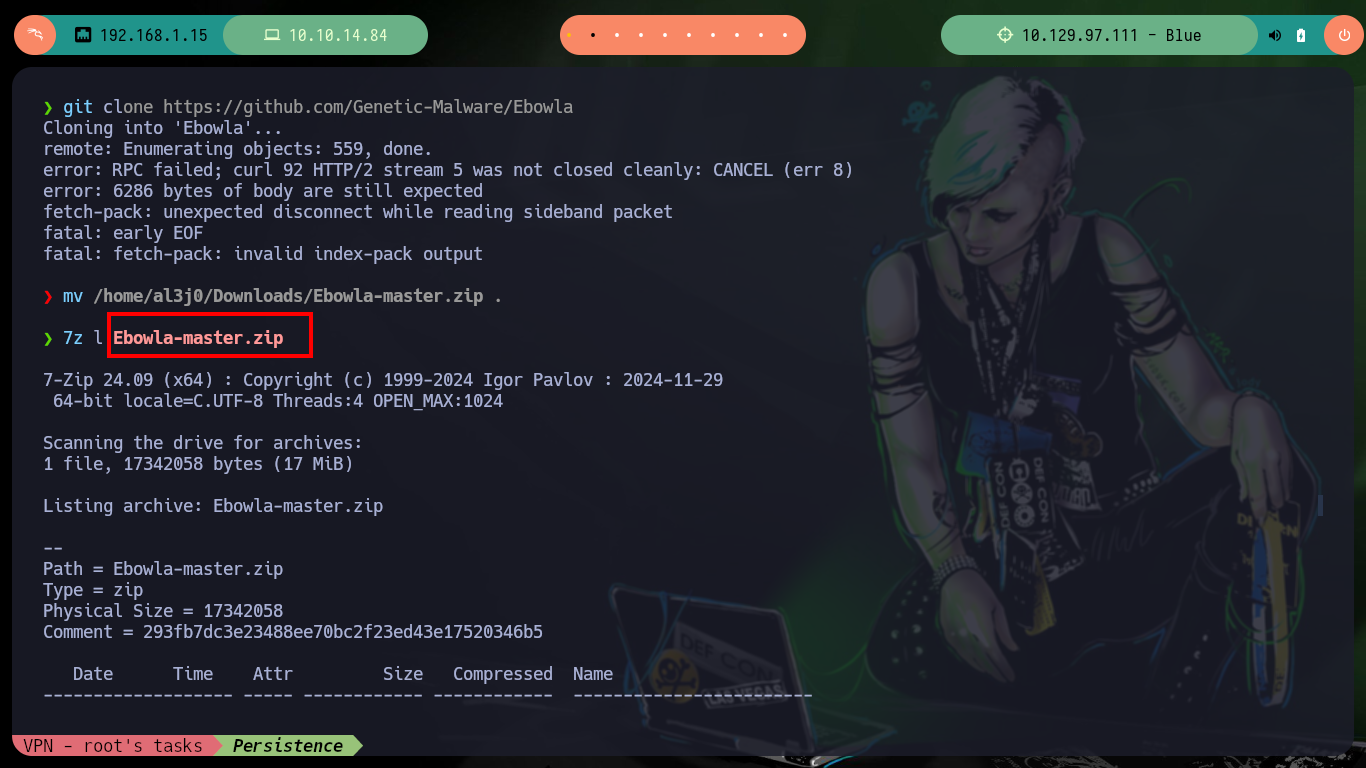 192.168.1.15 10.10.14.84 10.129.97.111 - Blue
❯ git clone https://github.com/Genetic-Malware/Ebowla
Cloning into 'Ebowla'...
remote: Enumerating objects: 559, done.
error: RPC failed; curl 92 HTTP/2 stream 5 was not closed cleanly: CANCEL (err 8)
error: 6286 bytes of body are still expected
fetch-pack: unexpected disconnect while reading sideband packet
fatal: early EOF
fatal: fetch-pack: invalid index-pack output
❯ mv /home/al3j0/Downloads/Ebowla-master.zip .
❯ 7z l Ebowla-master.zip
7-Zip 24.09 (x64) : Copyright (c) 1999-2024 Igor Pavlov : 2024-11-29
64-bit locale=C.UTF-8 Threads:4 OPEN_MAX:1024
Scanning the drive for archives:
1 file, 17342058 bytes (17 MiB)
Listing archive: Ebowla-master.zip
--
Path = Ebowla-master.zip
Type = zip
Physical Size = 17342058
Comment = 293fb7dc3e23488ee70bc2f23ed43e17520346b5
Date Time Attr Size Compressed Name
------------------- ----- ------------ ------------ ------------------------
DEF CON
DEF CON
LAS VEGAS
VPN - root's tasks Persistence